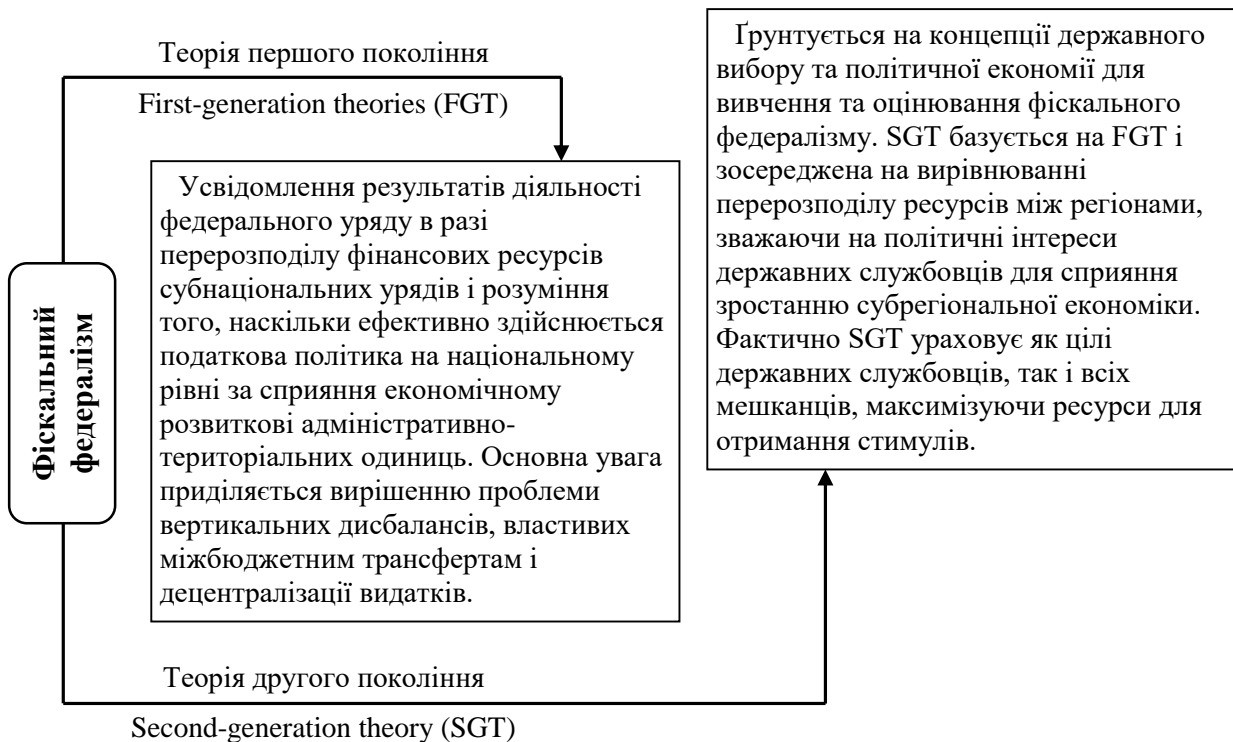 Фіскальний
федералізм
Теорія першого покоління
First-generation theories (FGT)
Усвідомлення результатів діяльності
федерального уряду в разі
перерозподілу фінансових ресурсів
субнаціональних урядів і розуміння
того, наскільки ефективно здійснюється
податкова політика на національному
рівні за сприяння економічному
розвиткові адміністративно-
територіальних одиниць. Основна увага
приділяється вирішенню проблеми
вертикальних дисбалансів, властивих
міжбюджетним трансфертам і
децентралізації видатків.
Ґрунтується на концепції державного
вибору та політичної економії для
вивчення та оцінювання фіскального
федералізму. SGT базується на FGT і
зосереджена на вирівнюванні
перерозподілу ресурсів між регіонами,
зважаючи на політичні інтереси
державних службовців для сприяння
зростанню субрегіональної економіки.
Фактично SGT ураховує як цілі
державних службовців, так і всіх
мешканців, максимізуючи ресурси для
отримання стимулів.
Теорія другого покоління
Second-generation theory (SGT)